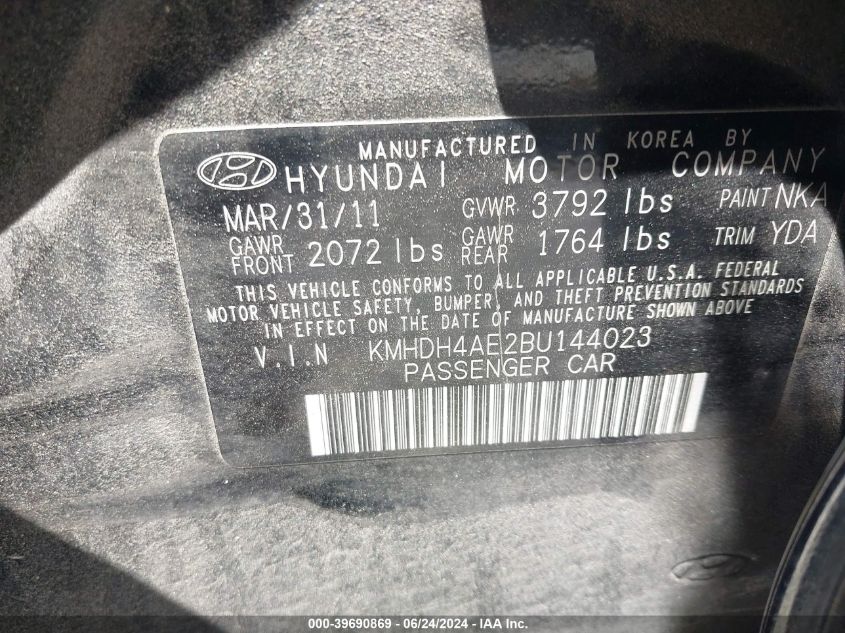 MANUFACTURED IN KOREA BY
HYUNDAI MOTOR COMPANY
MAR/31/11 GVWR 3792 lbs PAINT NKA
GAWR FRONT 2072 lbs GAWR REAR 1764 lbs TRIM YDA
THIS VEHICLE CONFORMS TO ALL APPLICABLE U.S.A. FEDERAL
MOTOR VEHICLE SAFETY, BUMPER, AND THEFT PREVENTION STANDARDS
IN EFFECT ON THE DATE OF MANUFACTURE SHOWN ABOVE
V.I.N KMHDH4AE2BU144023
PASSENGER CAR
000-39690869 - 06/24/2024 - IAA Inc.